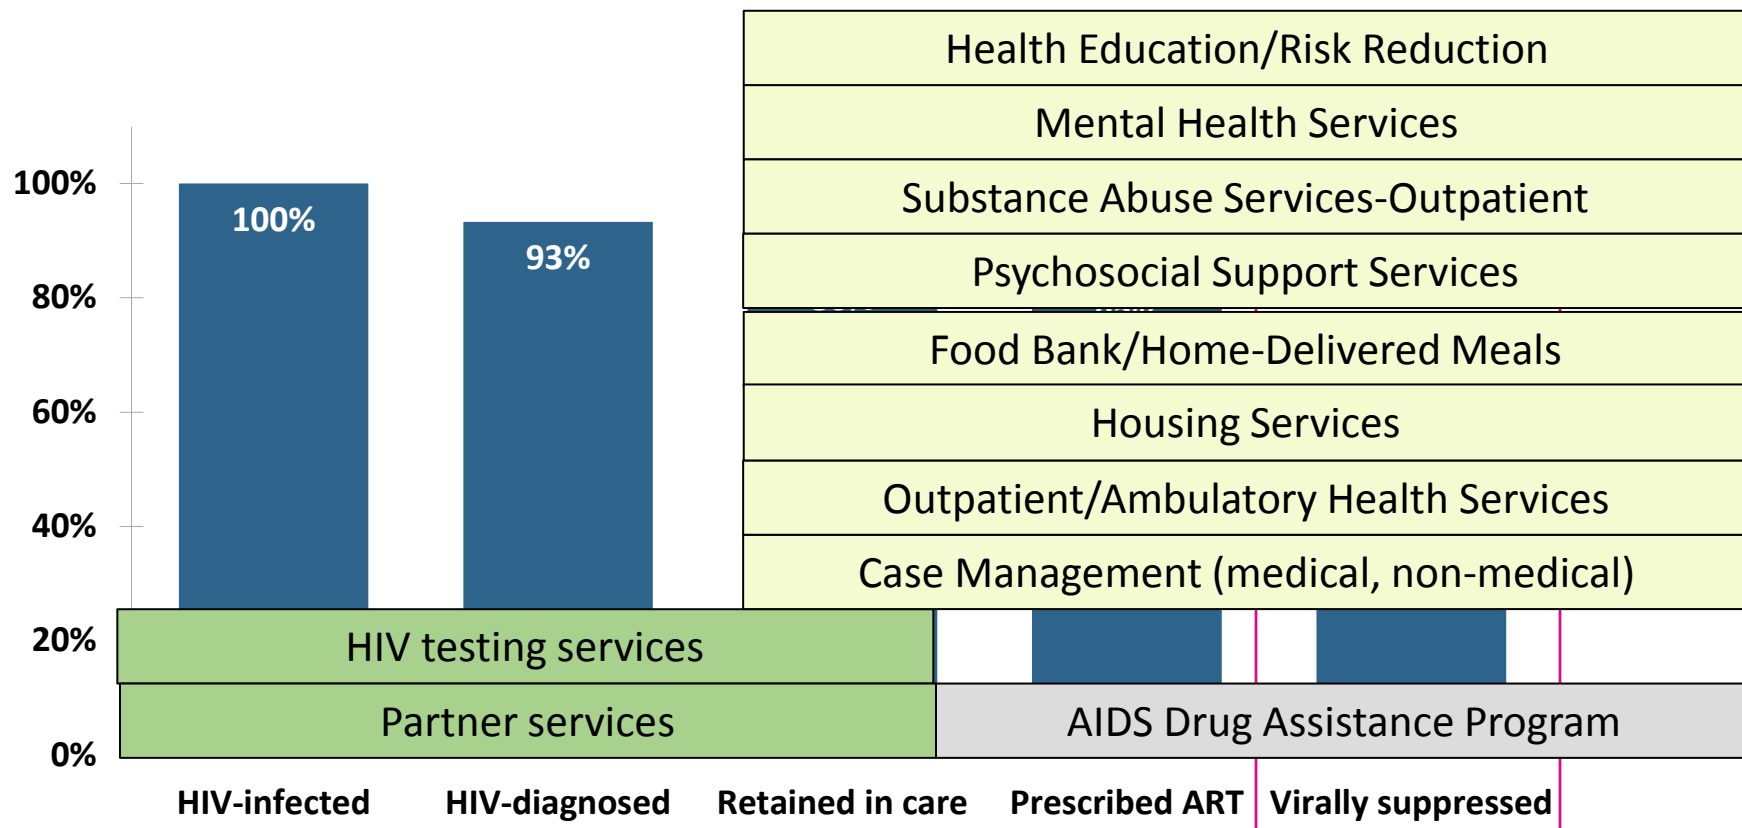 Health Education/Risk Reduction
Mental Health Services
Substance Abuse Services-Outpatient
Psychosocial Support Services
Food Bank/Home-Delivered Meals
Housing Services
Outpatient/Ambulatory Health Services
Case Management (medical, non-medical)
HIV testing services
Partner services
AIDS Drug Assistance Program
100%
80%
60%
40%
20%
0%
100%
93%
HIV-infected
HIV-diagnosed
Retained in care
Prescribed ART
Virally suppressed